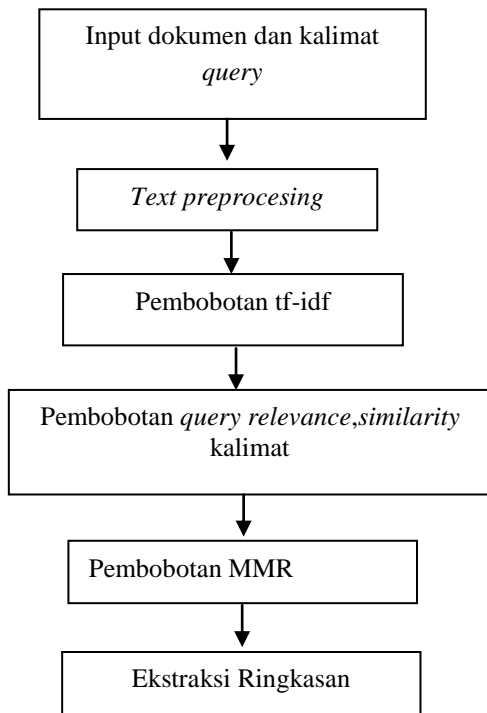 Input dokumen dan kalimat
query
Text preprocesing
Pembobotan tf-idf
Pembobotan query relevance,similarity
kalimat
Pembobotan MMR
Ekstraksi Ringkasan